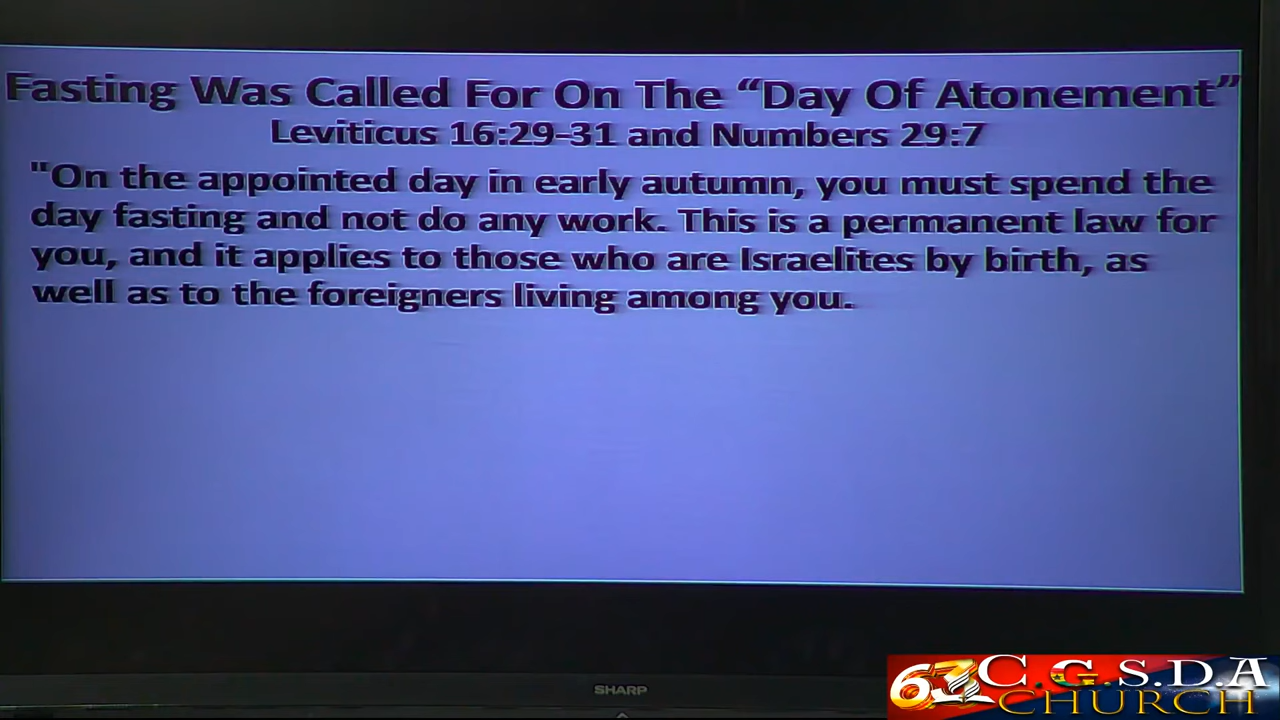 Fasting Was Called For On The “Day Of Atonement”
Leviticus 16:29-31 and Numbers 29:7
"On the appointed day in early autumn, you must spend the
day fasting and not do any work. This is a permanent law for
you, and it applies to those who are Israelites by birth, as
well as to the foreigners living among you.
SHARP
C.G.S.D.A
CHURCH